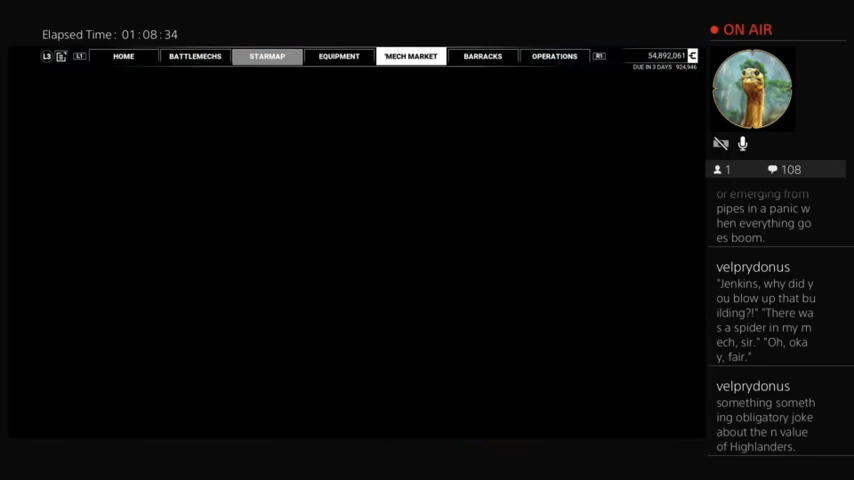 Elapsed Time: 01:08:34
ON AIR
L3 L1 HOME BATTLEMECHS STARMAP EQUIPMENT 'MECH MARKET BARRACKS OPERATIONS R1 54,892,061
DUE IN 3 DAYS 924,946
1 108
or emerging from
pipes in a panic w
hen everything go
es boom.
velprydonus
"Jenkins, why did y
ou blow up that bu
ilding?!" "There wa
s a spider in my m
ech, sir." "Oh, oka
y, fair."
velprydonus
something someth
ing obligatory joke
about the n value
of Highlanders.